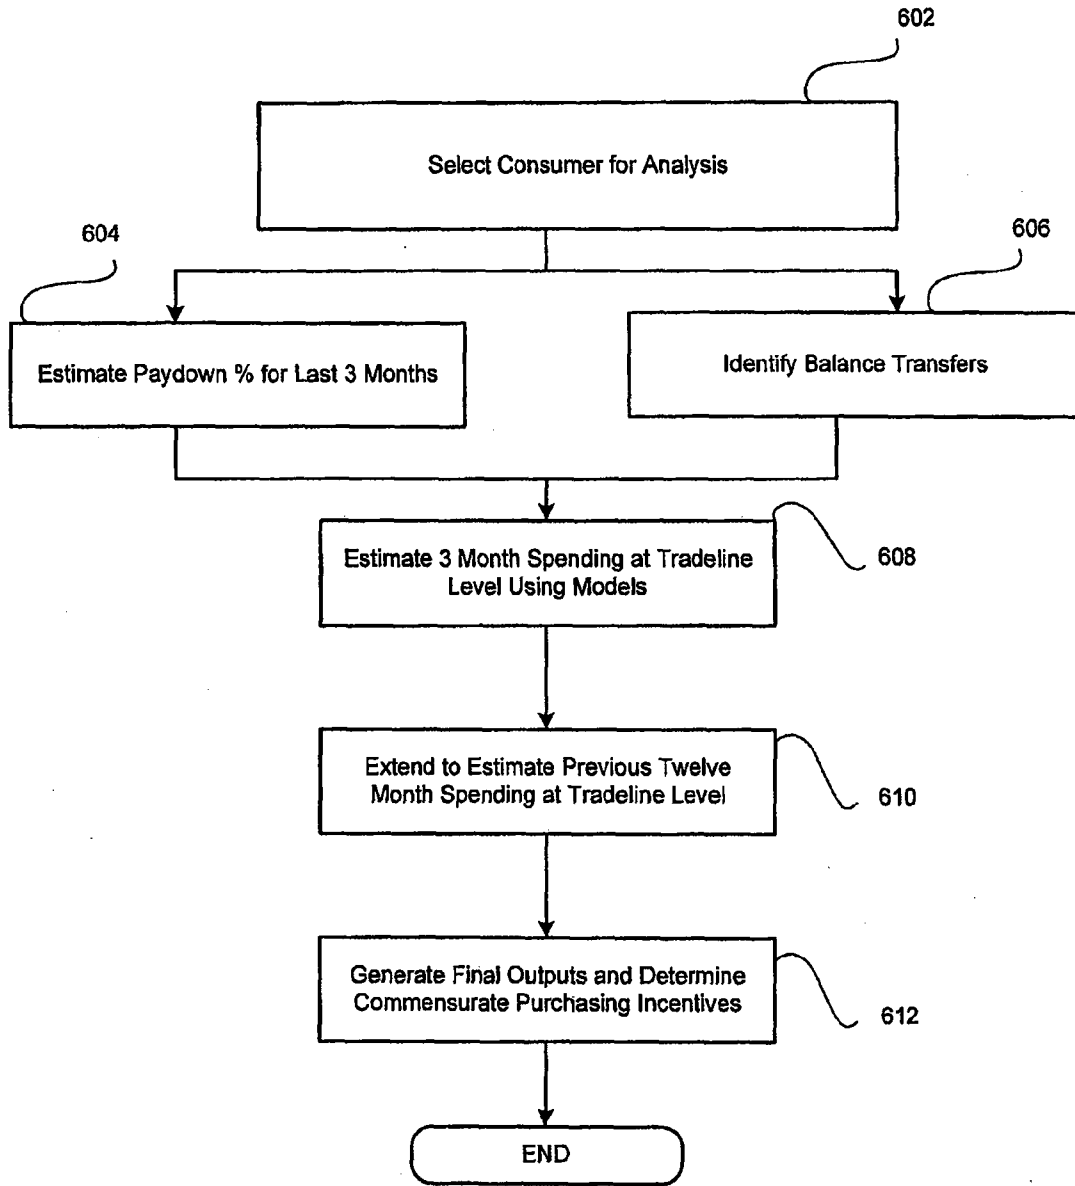 602
Select Consumer for Analysis
604
606
Estimate Paydown % for Last 3 Months
Identify Balance Transfers
Estimate 3 Month Spending at Tradeline
Level Using Models
608
Extend to Estimate Previous Twelve
Month Spending at Tradeline Level
610
Generate Final Outputs and Determine
Commensurate Purchasing Incentives
612
END